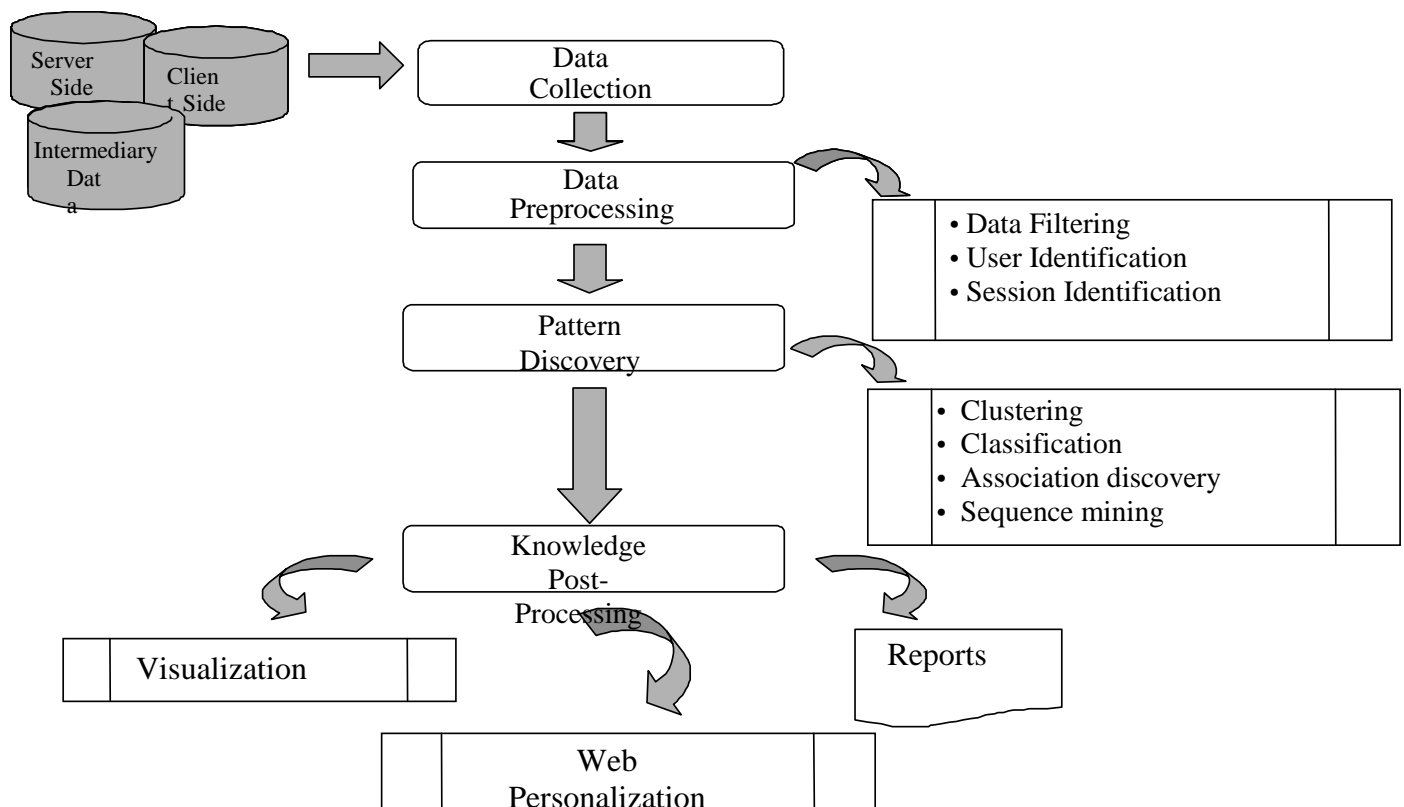 Server
Side
Clien
t Side
Intermediary
Dat
a
Data
Collection
Data
Preprocessing
• Data Filtering
• User Identification
• Session Identification
Pattern
Discovery
• Clustering
• Classification
• Association discovery
• Sequence mining
Knowledge
Post-
Processing
Visualization
Reports
Web
Personalization